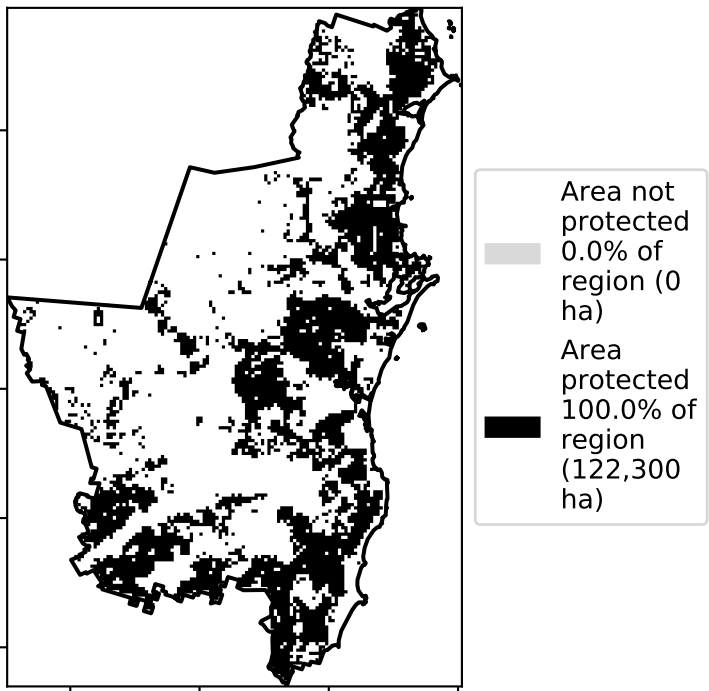 Area not
protected
0.0% of
region (0
ha)
Area
protected
100.0% of
region
(122,300
ha)